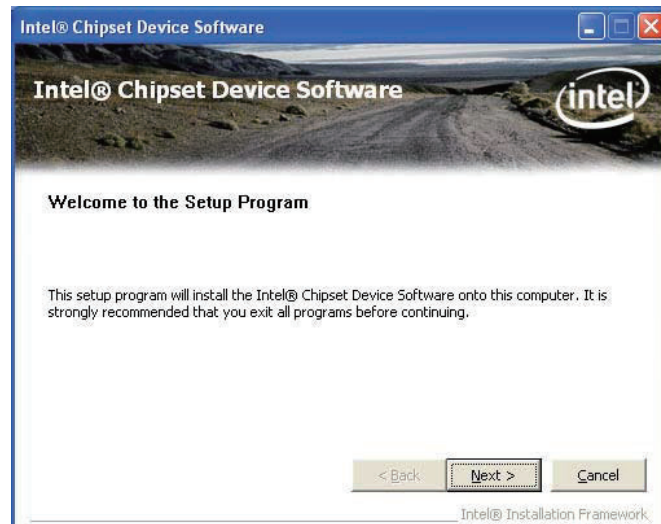 Intel® Chipset Device Software
Intel® Chipset Device Software
intel
Welcome to the Setup Program
This setup program will install the Intel® Chipset Device Software onto this computer. It is
strongly recommended that you exit all programs before continuing.
< Back Next > Cancel
Intel® Installation Framework